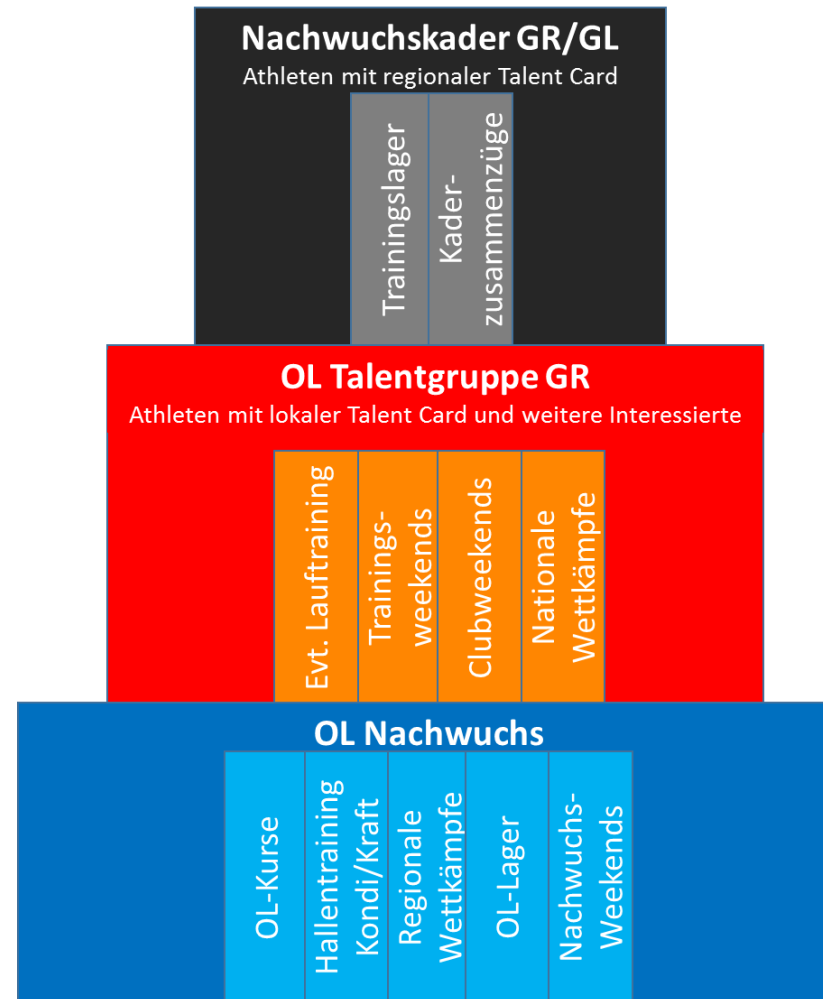 Nachwuchskader GR/GL
Athleten mit regionaler Talent Card
Trainingslager
Kader-
zusammenzüge
OL Talentgruppe GR
Athleten mit lokaler Talent Card und weitere Interessierte
Evt. Lauftraining
Trainings-
weekends
Clubweekends
Nationale
Wettkämpfe
OL Nachwuchs
OL-Kurse
Hallentraining
Kondi/Kraft
Regionale
Wettkämpfe
OL-Lager
Nachwuchs-
Weekends